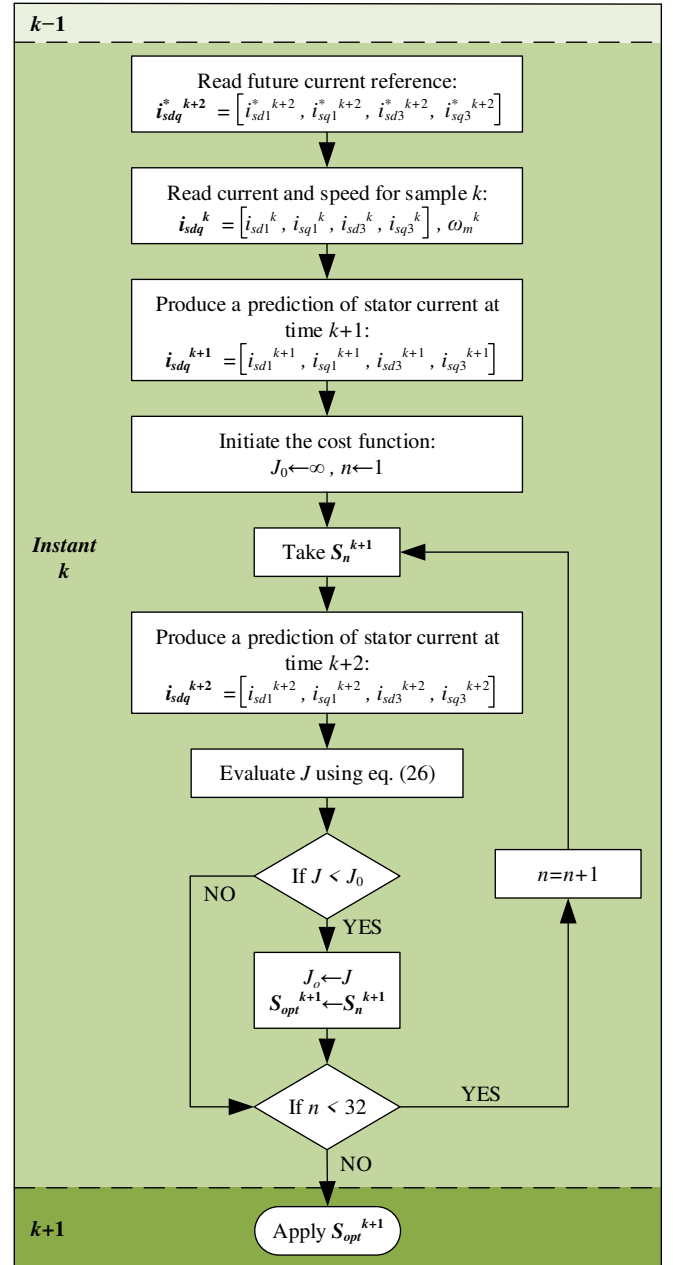 k−1
Read future current reference:
i*sdq^k+2 = [i*sd1^k+2 , i*sq1^k+2 , i*sd3^k+2 , i*sq3^k+2]
Read current and speed for sample k:
isdq^k = [isd1^k , isq1^k , isd3^k , isq3^k] , ωm^k
Produce a prediction of stator current at
time k+1:
isdq^k+1 = [isd1^k+1 , isq1^k+1 , isd3^k+1 , isq3^k+1]
Initiate the cost function:
J0←∞ , n←1
Instant
k
Take Sn^k+1
Produce a prediction of stator current at
time k+2:
isdq^k+2 = [isd1^k+2 , isq1^k+2 , isd3^k+2 , isq3^k+2]
Evaluate J using eq. (26)
If J < J0
NO
YES
n=n+1
Jo←J
Sopt^k+1←Sn^k+1
If n < 32
YES
NO
k+1
Apply Sopt^k+1